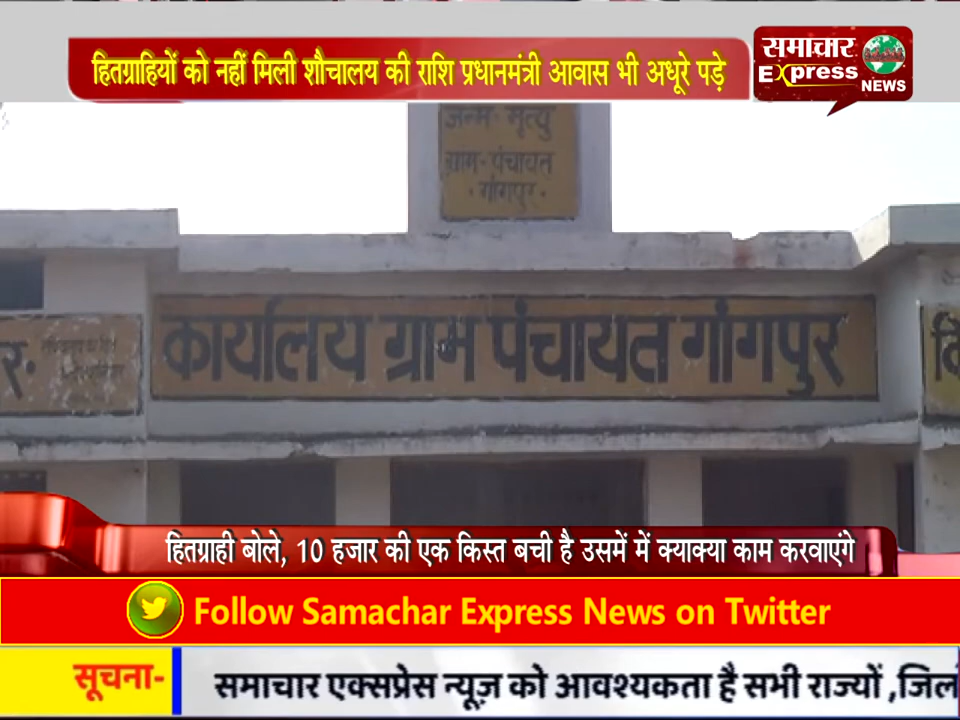 हितग्राहियों को नहीं मिली शौचालय की राशि प्रधानमंत्री आवास भी अधूरे पड़े
समाचार
Express
NEWS
जन्म- मृत्यु
ग्राम-पंचायत
गांगपुर
कार्यालय ग्राम पंचायत गांगपुर
र
वि
हितग्राही बोले, 10 हजार की एक किस्त बची है उसमें में क्याक्या काम करवाएंगे
Follow Samachar Express News on Twitter
सूचना- समाचार एक्सप्रेस न्यूज़ को आवश्यकता है सभी राज्यों ,जिलो